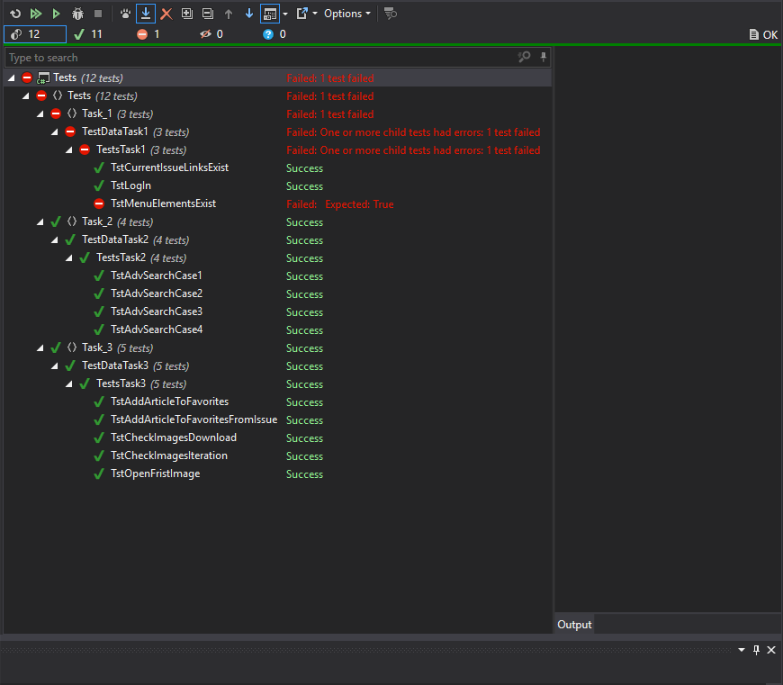 Options
12 11 1 0 0 OK
Type to search
Tests (12 tests) Failed: 1 test failed
Tests (12 tests) Failed: 1 test failed
Task_1 (3 tests) Failed: 1 test failed
TestDataTask1 (3 tests) Failed: One or more child tests had errors: 1 test failed
TestsTask1 (3 tests) Failed: One or more child tests had errors: 1 test failed
TstCurrentIssueLinksExist Success
TstLogIn Success
TstMenuElementsExist Failed: Expected: True
Task_2 (4 tests) Success
TestDataTask2 (4 tests) Success
TestsTask2 (4 tests) Success
TstAdvSearchCase1 Success
TstAdvSearchCase2 Success
TstAdvSearchCase3 Success
TstAdvSearchCase4 Success
Task_3 (5 tests) Success
TestDataTask3 (5 tests) Success
TestsTask3 (5 tests) Success
TstAddArticleToFavorites Success
TstAddArticleToFavoritesFromIssue Success
TstCheckImagesDownload Success
TstCheckImagesIteration Success
TstOpenFristImage Success
Output